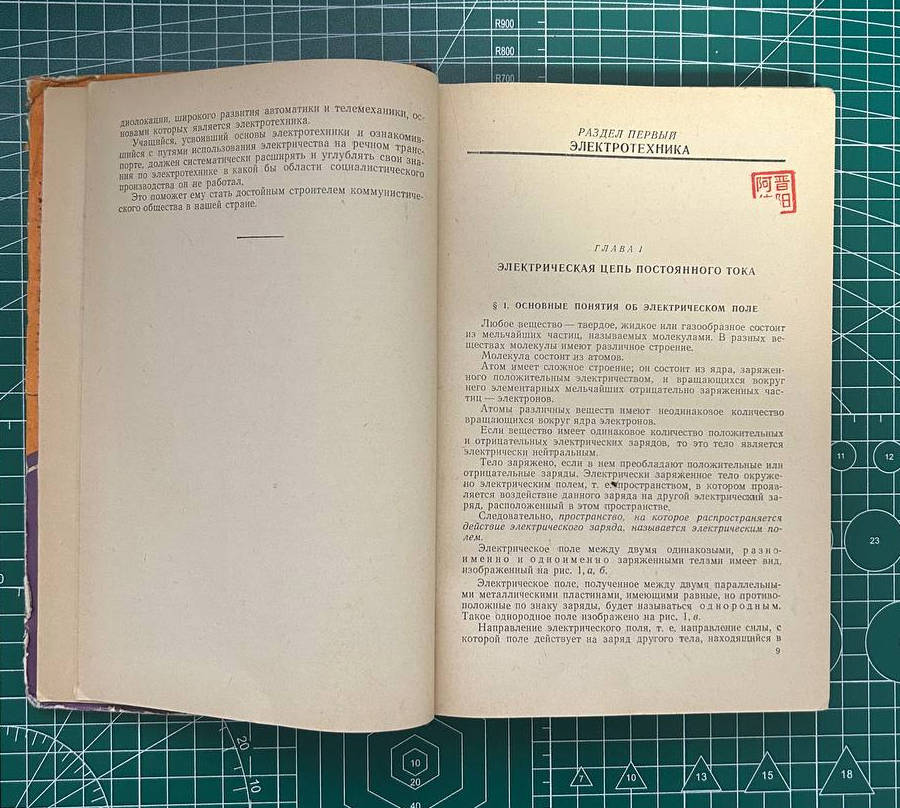 диолокации, широкого развития автоматики и телемеханики, ос-
новами которых является электротехника.
Учащийся, усвоивший основы электротехники и ознакомив-
шийся с путями использования электричества на речном транс-
порте, должен систематически расширять и углублять свои зна-
ния по электротехнике в какой бы области социалистического
производства он не работал.
Это поможет ему стать достойным строителем коммунистиче-
ского общества в нашей стране.
РАЗДЕЛ ПЕРВЫЙ
ЭЛЕКТРОТЕХНИКА
晋阳
阿
ГЛАВА I
ЭЛЕКТРИЧЕСКАЯ ЦЕПЬ ПОСТОЯННОГО ТОКА
§ 1. ОСНОВНЫЕ ПОНЯТИЯ ОБ ЭЛЕКТРИЧЕСКОМ ПОЛЕ
Любое вещество — твердое, жидкое или газообразное состоит
из мельчайших частиц, называемых молекулами. В разных ве-
ществах молекулы имеют различное строение.
Молекула состоит из атомов.
Атом имеет сложное строение; он состоит из ядра, заряжен-
ного положительным электричеством, и вращающихся вокруг
него элементарных мельчайших отрицательно заряженных час-
тиц — электронов.
Атомы различных веществ имеют неодинаковое количество
вращающихся вокруг ядра электронов.
Если вещество имеет одинаковое количество положительных
и отрицательных электрических зарядов, то это тело является
электрически нейтральным.
Тело заряжено, если в нем преобладают положительные или
отрицательные заряды. Электрически заряженное тело окруже-
но электрическим полем, т. е. пространством, в котором прояв-
ляется воздействие данного заряда на другой электрический за-
ряд, расположенный в этом пространстве.
Следовательно, пространство, на которое распространяется
действие электрического заряда, называется электрическим по-
лем.
Электрическое поле между двумя одинаковыми, разно-
именно и одноименно заряженными телами имеет вид,
изображенный на рис. 1, а, б.
Электрическое поле, полученное между двумя параллельны-
ми металлическими пластинами, имеющими равные, но противо-
положные по знаку заряды, будет называться однородным.
Такое однородное поле изображено на рис. 1, в.
Направление электрического поля, т. е. направление силы, с
которой поле действует на заряд другого тела, находящийся в
9
R900
R800
R700
11
12
23
0
20
10
10
20
40
7
10
13
15
18